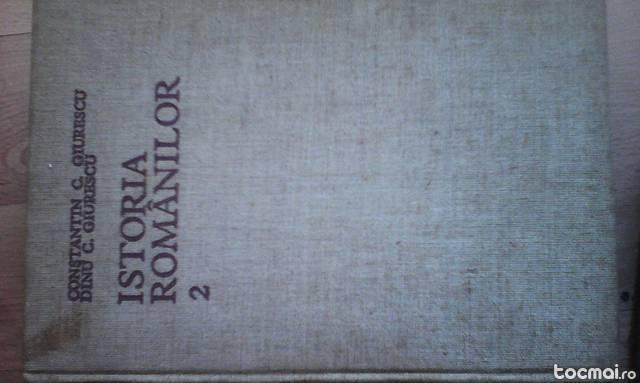 CONSTANTIN C. GIURESCU
DINU C. GIURESCU
ISTORIA
ROMÂNILOR
2
tocmai.ro